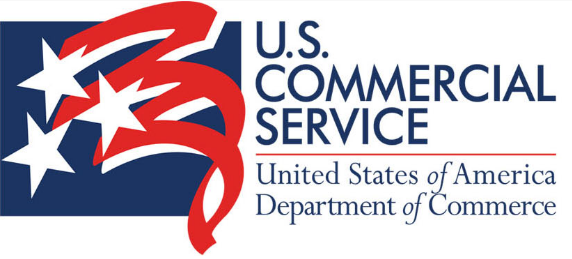 U.S.
COMMERCIAL
SERVICE
United States of America
Department of Commerce